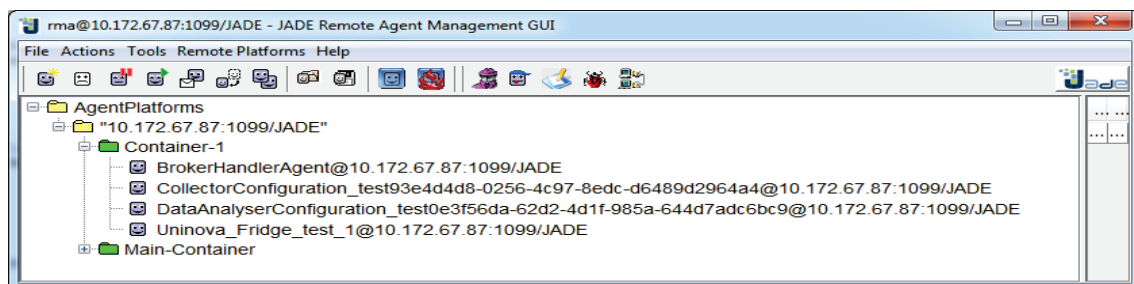 rma@10.172.67.87:1099/JADE - JADE Remote Agent Management GUI
File Actions Tools Remote Platforms Help
Jade
AgentPlatforms
"10.172.67.87:1099/JADE"
Container-1
BrokerHandlerAgent@10.172.67.87:1099/JADE
CollectorConfiguration_test93e4d4d8-0256-4c97-8edc-d6489d2964a4@10.172.67.87:1099/JADE
DataAnalyserConfiguration_test0e3f56da-62d2-4d1f-985a-644d7adc6bc9@10.172.67.87:1099/JADE
Uninova_Fridge_test_1@10.172.67.87:1099/JADE
Main-Container
... ...
... ...